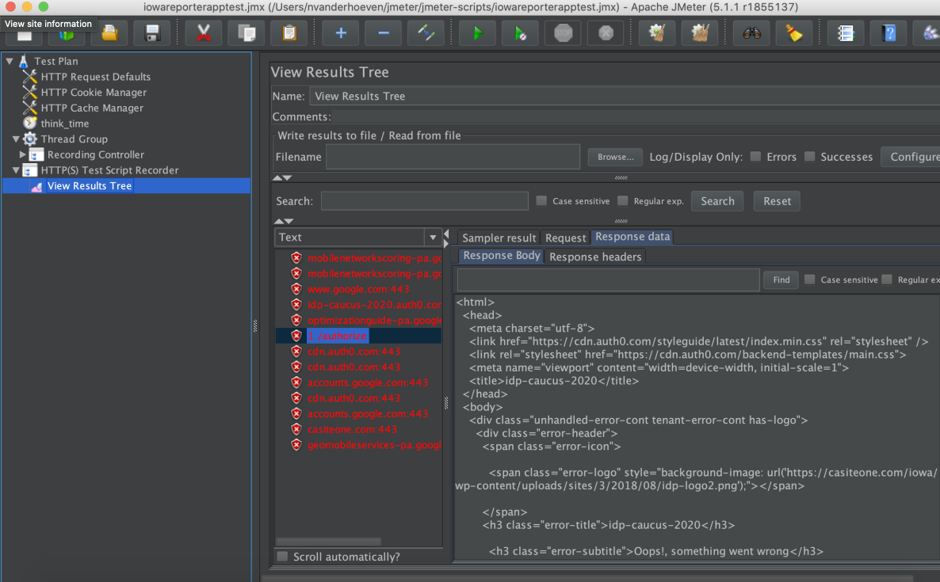 iowareporterapptest.jmx (/Users/nvanderhoeven/jmeter/jmeter-scripts/iowareporterapptest.jmx) - Apache JMeter (5.1.1 r1855137)
View site information
Test Plan
HTTP Request Defaults
HTTP Cookie Manager
HTTP Cache Manager
think_time
Thread Group
Recording Controller
HTTP(S) Test Script Recorder
View Results Tree
View Results Tree
Name: View Results Tree
Comments:
Write results to file / Read from file
Filename Browse... Log/Display Only: Errors Successes Configure
Search: Case sensitive Regular exp. Search Reset
Text
mobilenetworkscoring-pa.go
mobilenetworkscoring-pa.go
www.google.com:443
idp-caucus-2020.auth0.com
optimizationguide-pa.google
cdn.auth0.com:443
cdn.auth0.com:443
accounts.google.com:443
cdn.auth0.com:443
accounts.google.com:443
casiteone.com:443
geomobileservices-pa.googl
Scroll automatically?
Sampler result Request Response data
Response Body Response headers
Find Case sensitive Regular ex
<html>
<head>
<meta charset="utf-8">
<link href="https://cdn.auth0.com/styleguide/latest/index.min.css" rel="stylesheet" />
<link rel="stylesheet" href="https://cdn.auth0.com/backend-templates/main.css">
<meta name="viewport" content="width=device-width, initial-scale=1">
<title>idp-caucus-2020</title>
</head>
<body>
<div class="unhandled-error-cont tenant-error-cont has-logo">
<div class="error-header">
<span class="error-icon">
<span class="error-logo" style="background-image: url('https://casiteone.com/iowa/
wp-content/uploads/sites/3/2018/08/idp-logo2.png');"></span>
</span>
<h3 class="error-title">idp-caucus-2020</h3>
<h3 class="error-subtitle">Oops!, something went wrong</h3>